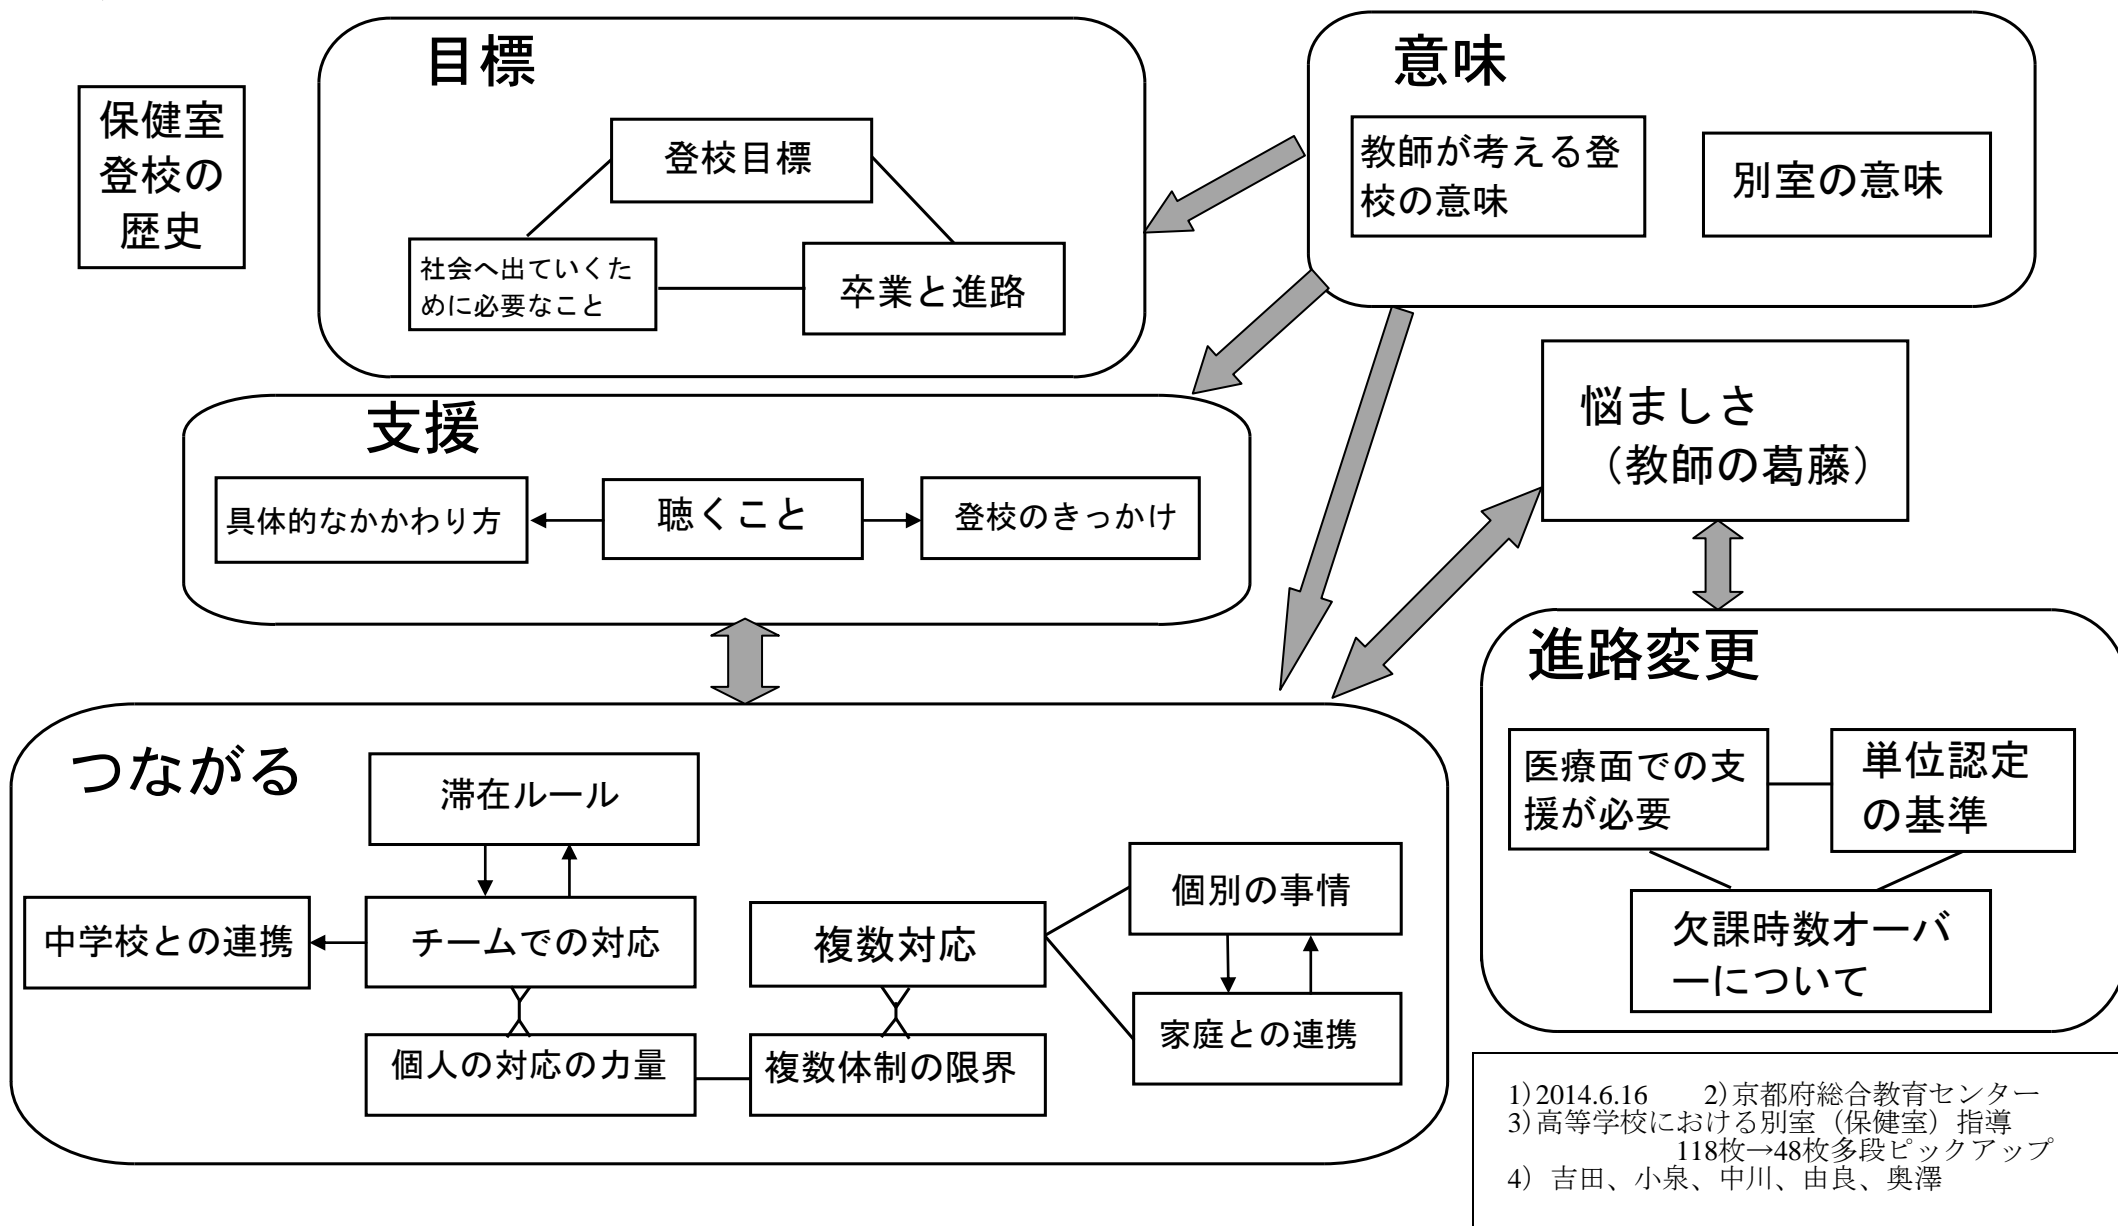 保健室
登校の
歴史
目標
登校目標
社会へ出ていくた
めに必要なこと
卒業と進路
意味
教師が考える登
校の意味
別室の意味
支援
具体的なかかわり方
聴くこと
登校のきっかけ
悩ましさ
（教師の葛藤）
つながる
滞在ルール
中学校との連携
チームでの対応
複数対応
個別の事情
家庭との連携
個人の対応の力量
複数体制の限界
進路変更
医療面での支
援が必要
単位認定
の基準
欠課時数オーバ
ーについて
1)2014.6.16　2)京都府総合教育センター
3)高等学校における別室（保健室）指導
118枚→48枚多段ピックアップ
4）吉田、小泉、中川、由良、奥澤